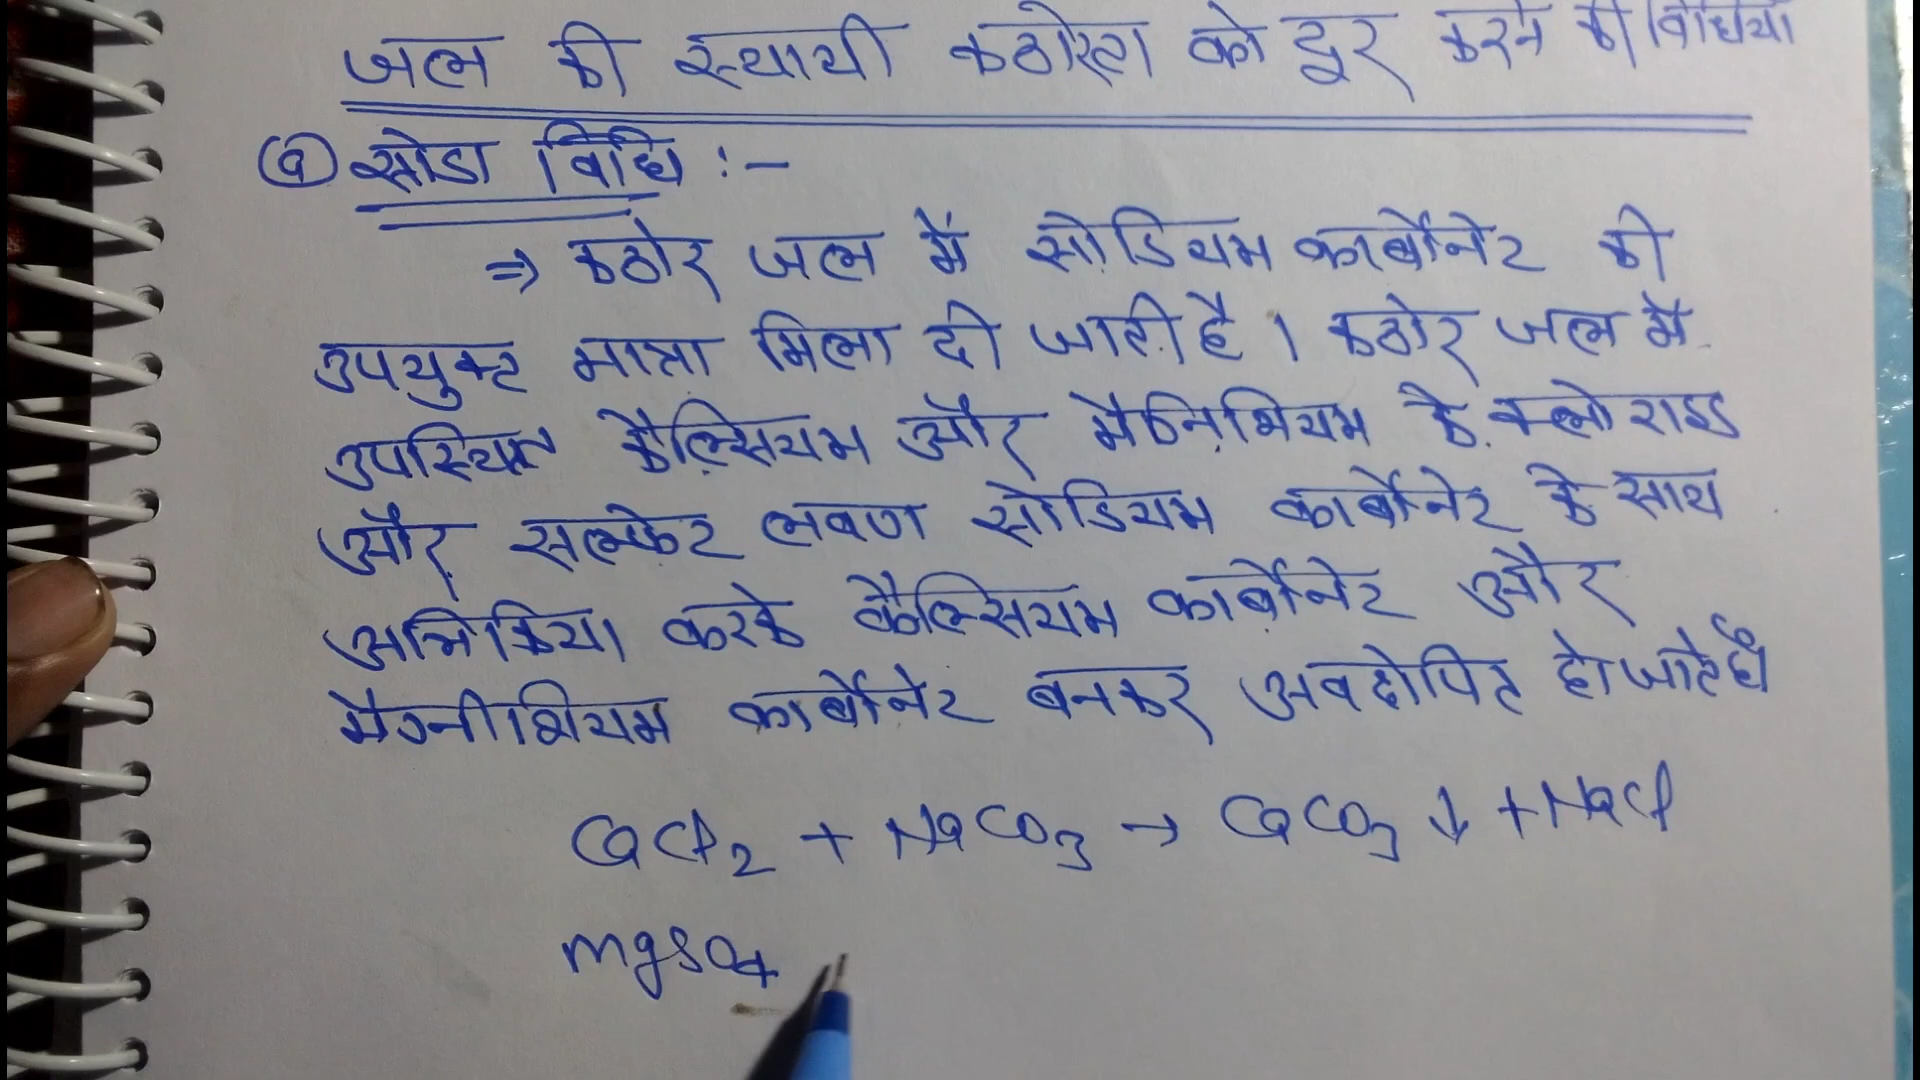 जल की स्थायी कठोरता को दूर करने की विधियां
(a) सोडा विधि :-
⇒ कठोर जल में सोडियम कार्बोनेट की
उपयुक्त मात्रा मिला दी जाती है । कठोर जल में
उपस्थित कैल्सियम और मैग्निशियम के क्लोराइड
और सल्फेट लवण सोडियम कार्बोनेट के साथ
अभिक्रिया करके कैल्सियम कार्बोनेट और
मैग्नीशियम कार्बोनेट बनकर अवक्षेपित हो जाते हैं
CaCl₂ + NaCO₃ → CaCO₃ ↓ + NaCl
MgSO₄